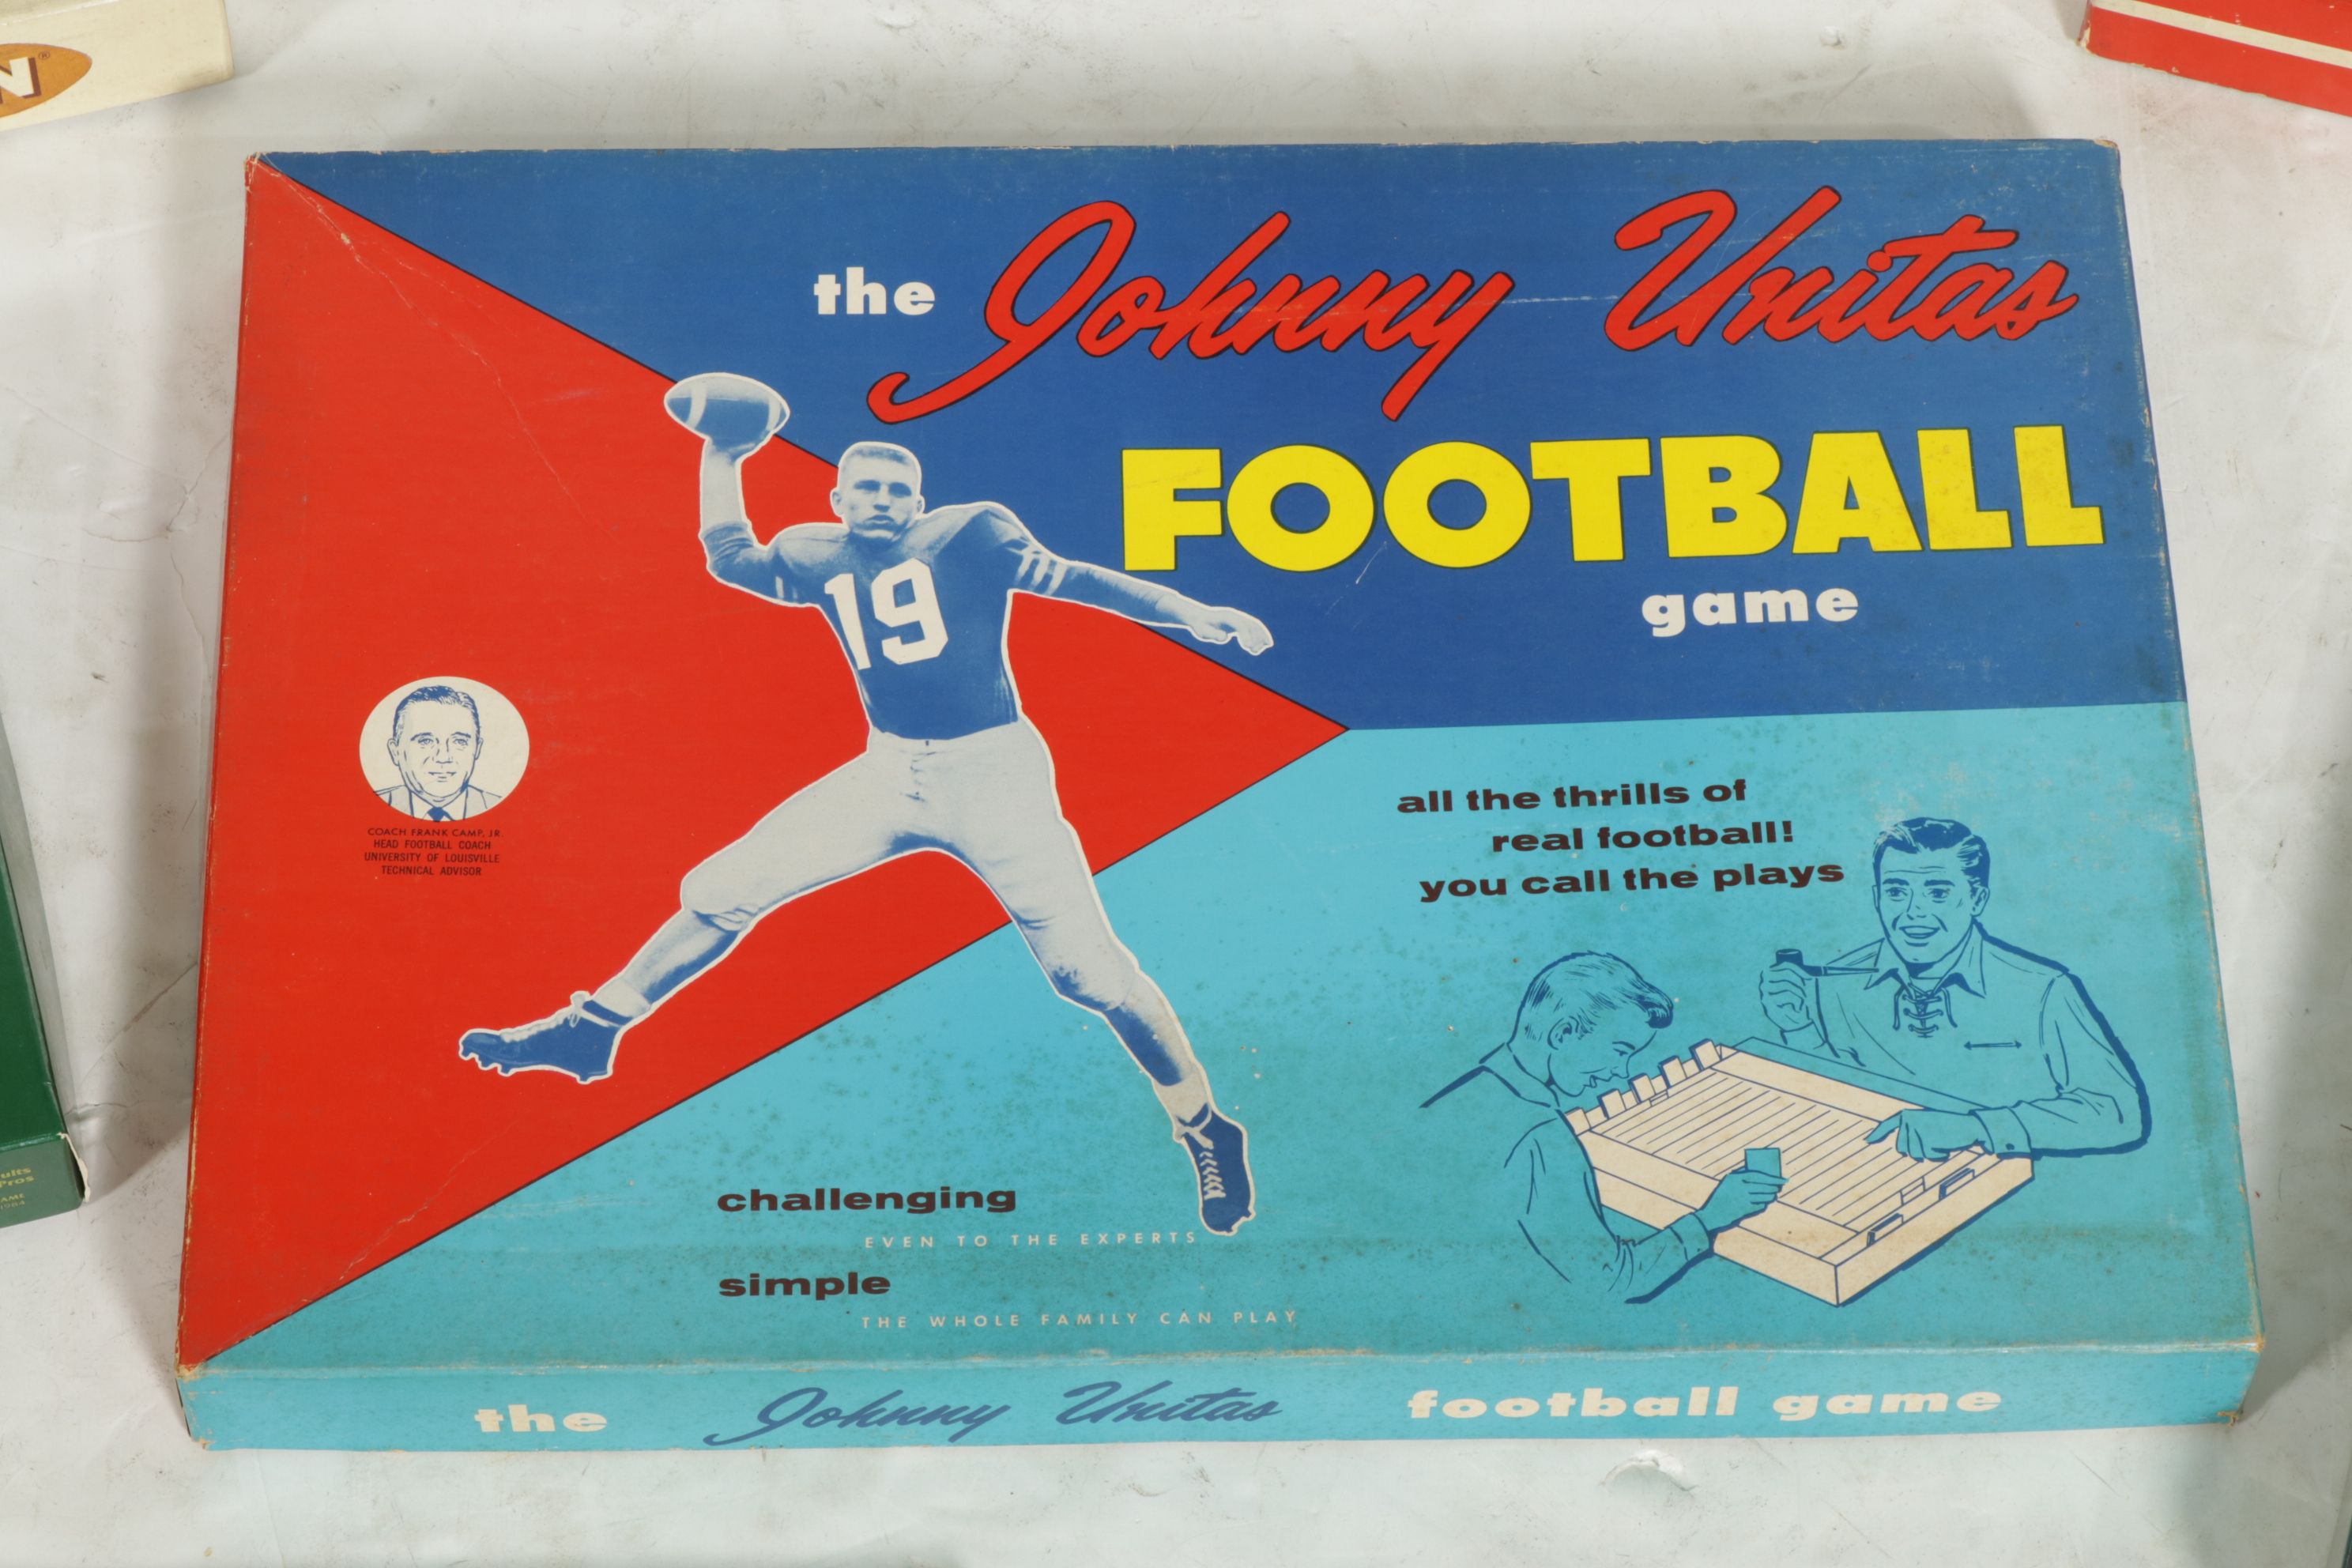 N®
the Johnny Unitas
FOOTBALL
game
19
COACH FRANK CAMP, JR.
HEAD FOOTBALL COACH
UNIVERSITY OF LOUISVILLE
TECHNICAL ADVISOR
all the thrills of
real football!
you call the plays
challenging
EVEN TO THE EXPERTS
simple
THE WHOLE FAMILY CAN PLAY
the Johnny Unitas football game
Pros